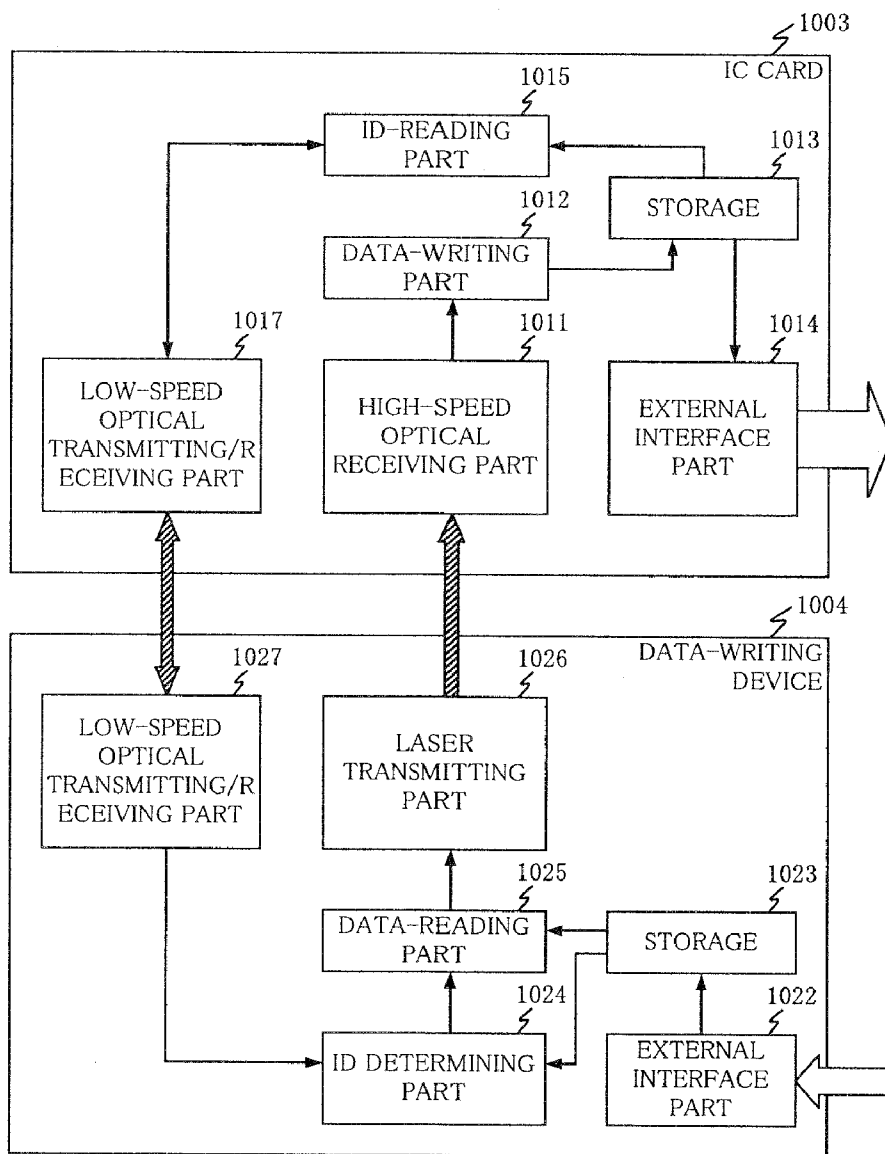 1003
IC CARD
1015
ID-READING
PART
1013
STORAGE
1012
DATA-WRITING
PART
1017
LOW-SPEED
OPTICAL
TRANSMITTING/R
ECEIVING PART
1011
HIGH-SPEED
OPTICAL
RECEIVING PART
1014
EXTERNAL
INTERFACE
PART
1004
DATA-WRITING
DEVICE
1027
LOW-SPEED
OPTICAL
TRANSMITTING/R
ECEIVING PART
1026
LASER
TRANSMITTING
PART
1025
DATA-READING
PART
1023
STORAGE
1024
ID DETERMINING
PART
1022
EXTERNAL
INTERFACE
PART